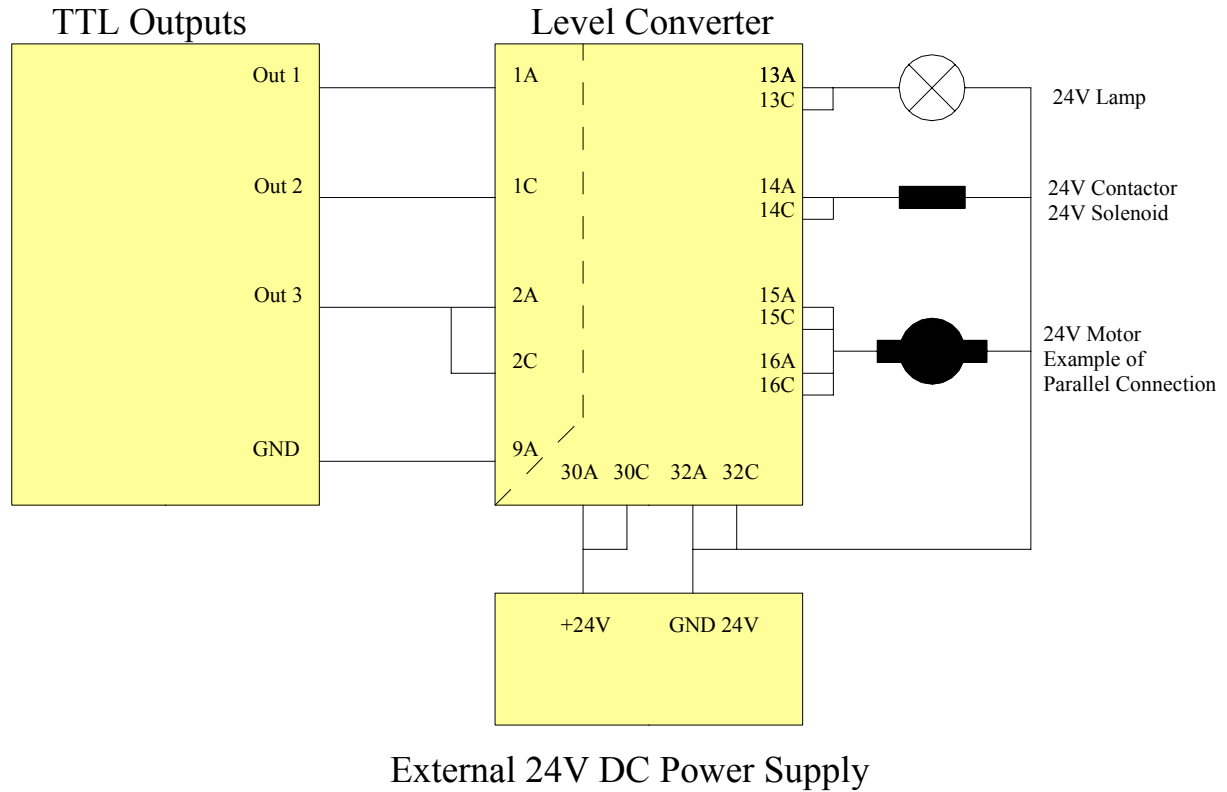 TTL Outputs
Level Converter
Out 1
1A
13A
13C
24V Lamp
Out 2
1C
14A
14C
24V Contactor
24V Solenoid
Out 3
2A
15A
15C
2C
16A
16C
24V Motor
Example of
Parallel Connection
GND
9A
30A 30C 32A 32C
+24V GND 24V
External 24V DC Power Supply